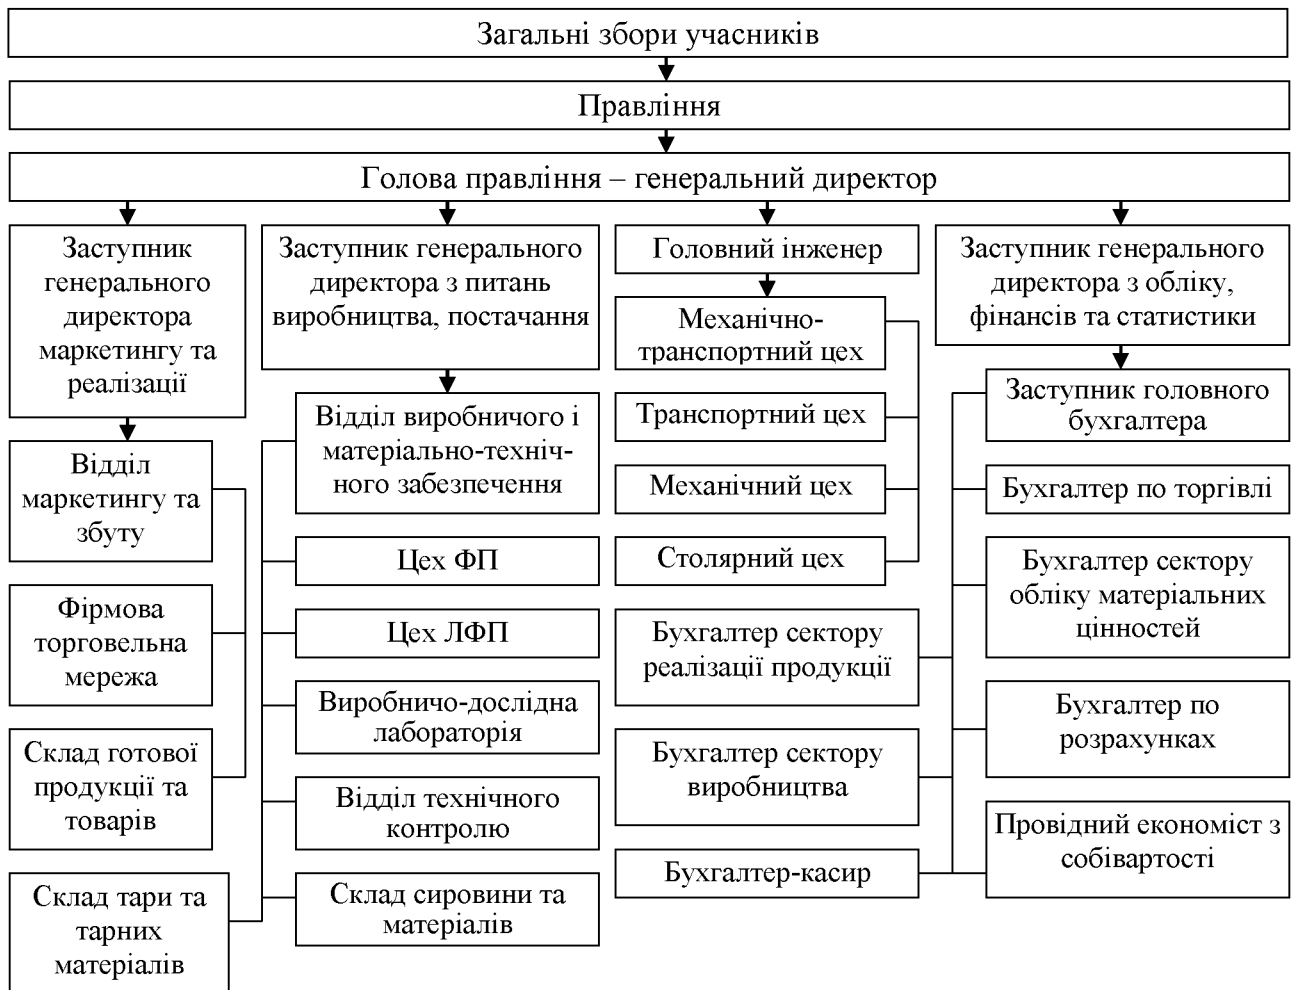 Загальні збори учасників
Правління
Голова правління – генеральний директор
Заступник
генерального
директора
маркетингу та
реалізації
Відділ
маркетингу та
збуту
Фірмова
торговельна
мережа
Склад готової
продукції та
товарів
Склад тари та
тарних
матеріалів
Заступник генерального
директора з питань
виробництва, постачання
Відділ виробничого і
матеріально-техніч-
ного забезпечення
Цех ФП
Цех ЛФП
Виробничо-дослідна
лабораторія
Відділ технічного
контролю
Склад сировини та
матеріалів
Головний інженер
Механічно-
транспортний цех
Транспортний цех
Механічний цех
Столярний цех
Бухгалтер сектору
реалізації продукції
Бухгалтер сектору
виробництва
Бухгалтер-касир
Заступник генерального
директора з обліку,
фінансів та статистики
Заступник головного
бухгалтера
Бухгалтер по торгівлі
Бухгалтер сектору
обліку матеріальних
цінностей
Бухгалтер по
розрахунках
Провідний економіст з
собівартості